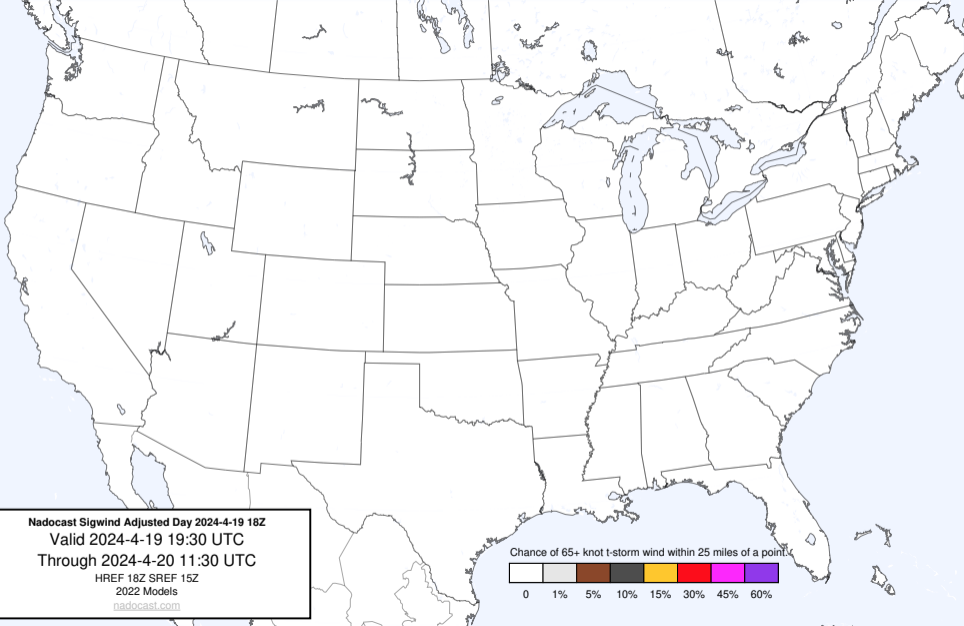 Nadocast Sigwind Adjusted Day 2024-4-19 18Z
Valid 2024-4-19 19:30 UTC
Through 2024-4-20 11:30 UTC
HREF 18Z SREF 15Z
2022 Models
nadocast.com
Chance of 65+ knot t-storm wind within 25 miles of a point.
0 1% 5% 10% 15% 30% 45% 60%